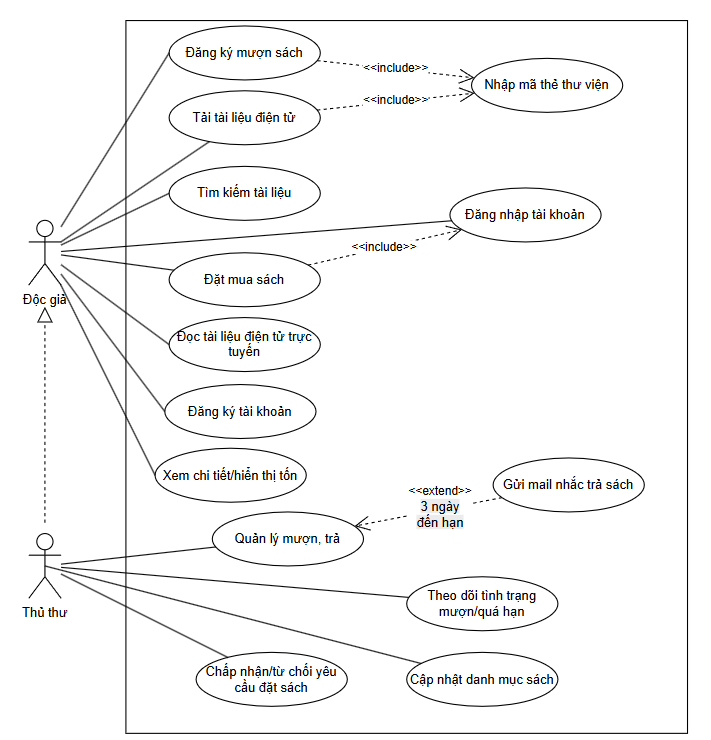 Đăng ký mượn sách
<<include>>
Nhập mã thẻ thư viện
<<include>>
Tải tài liệu điện tử
Tìm kiếm tài liệu
Đăng nhập tài khoản
<<include>>
Đặt mua sách
Độc giả
Đọc tài liệu điện tử trực
tuyến
Đăng ký tài khoản
Xem chi tiết/hiển thị tồn
Gửi mail nhắc trả sách
<<extend>>
3 ngày
đến hạn
Quản lý mượn, trả
Theo dõi tình trạng
mượn/quá hạn
Thủ thư
Chấp nhận/từ chối yêu
cầu đặt sách
Cập nhật danh mục sách